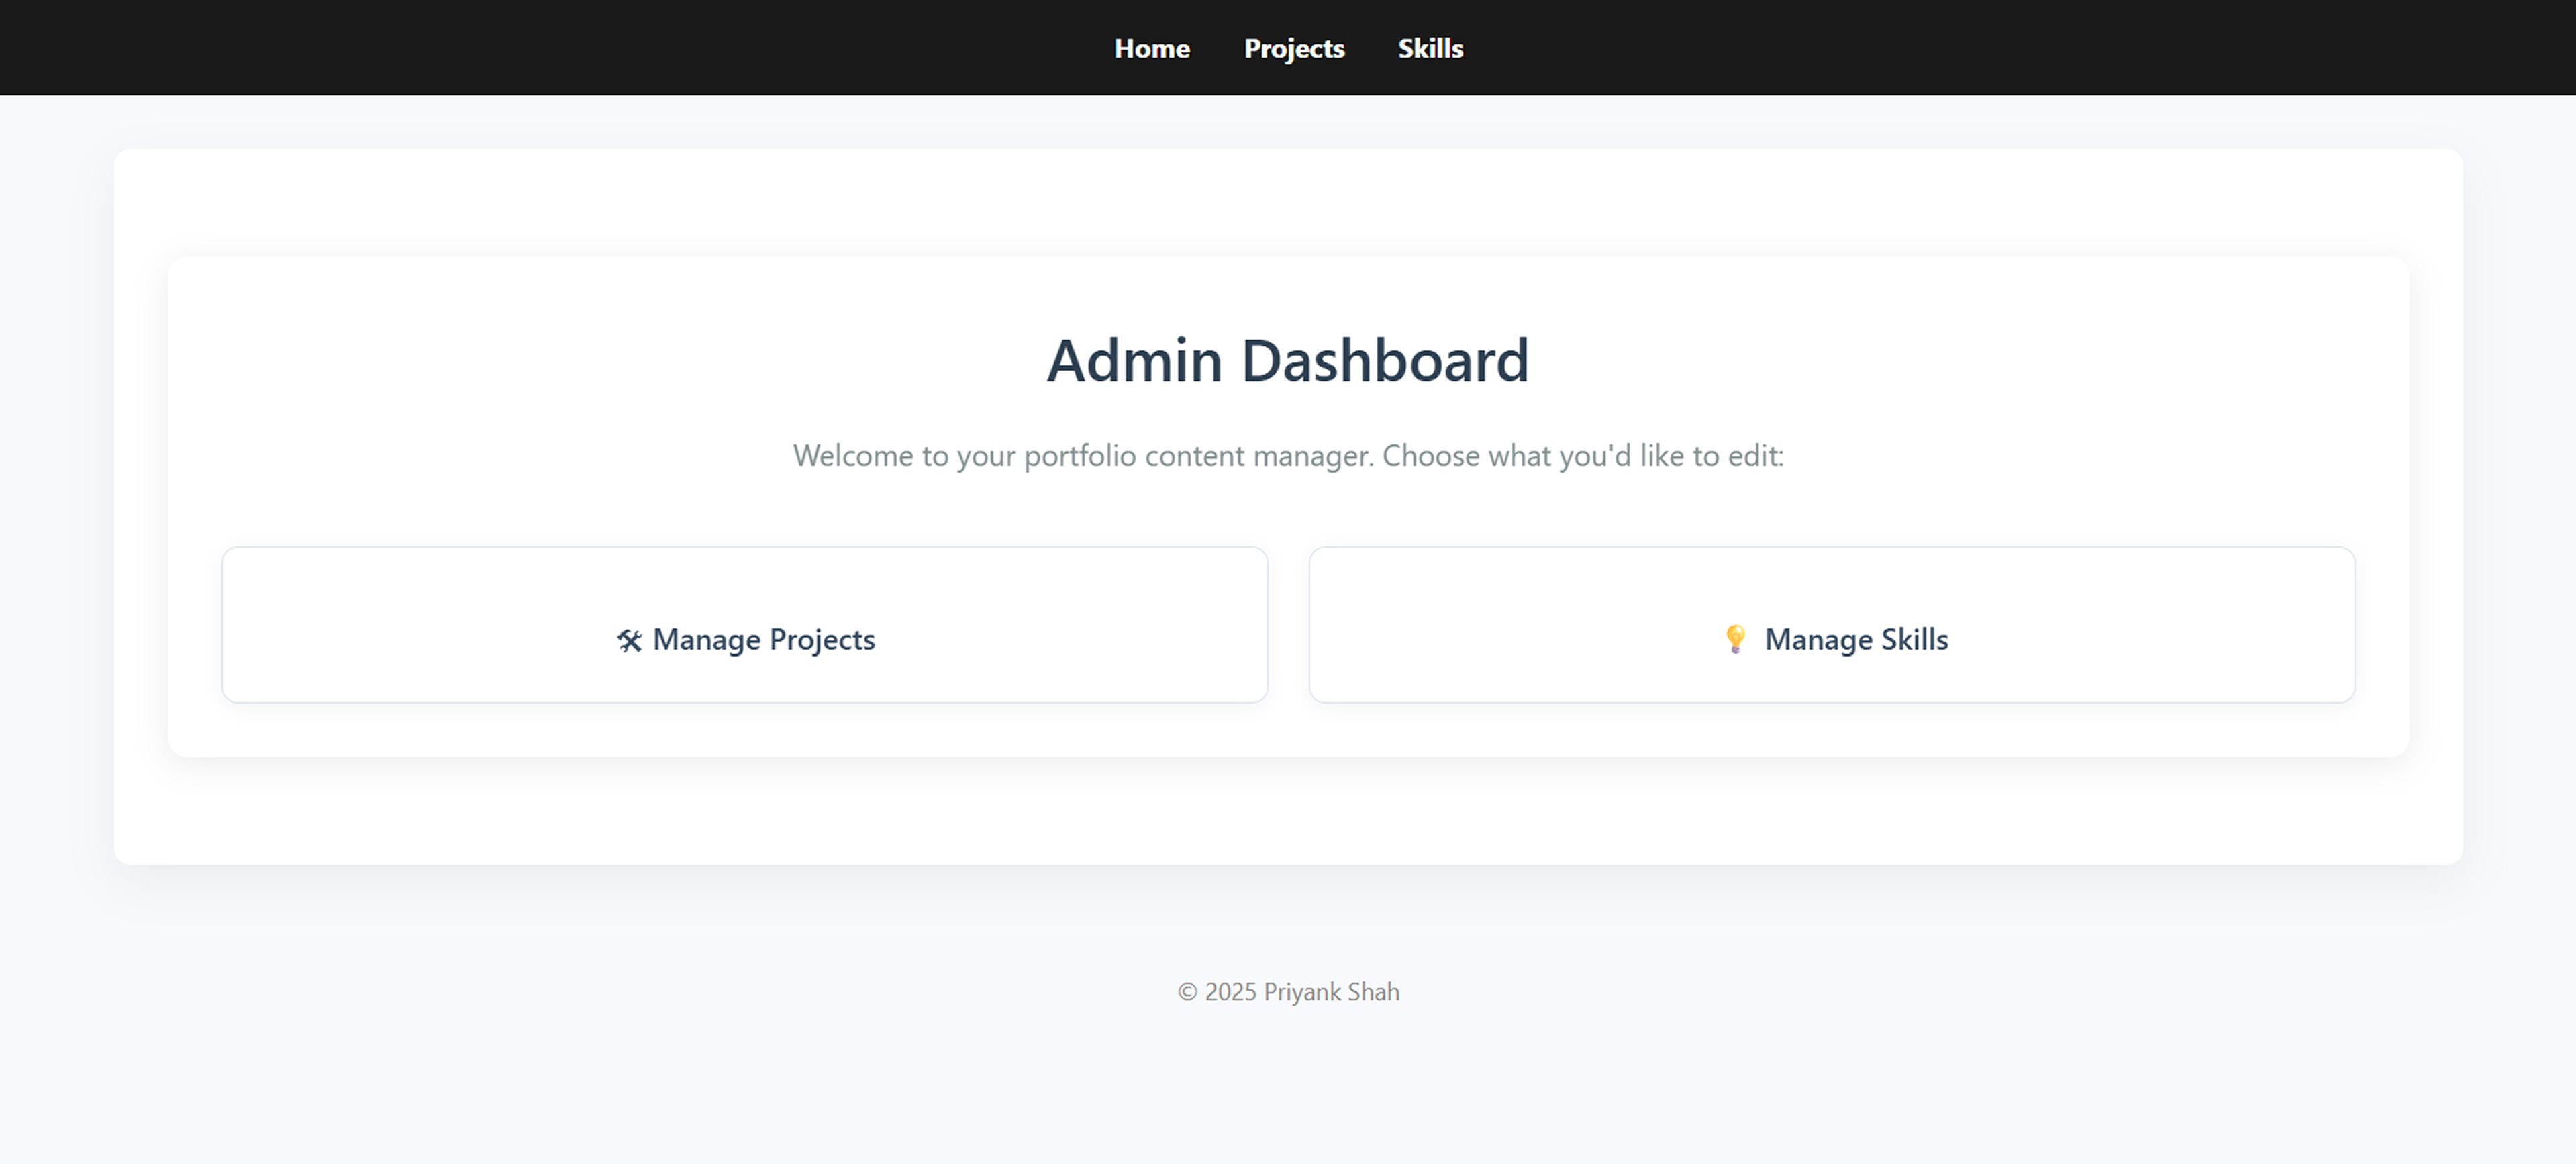 Home Projects Skills
Admin Dashboard
Welcome to your portfolio content manager. Choose what you'd like to edit:
🛠 Manage Projects
💡 Manage Skills
© 2025 Priyank Shah